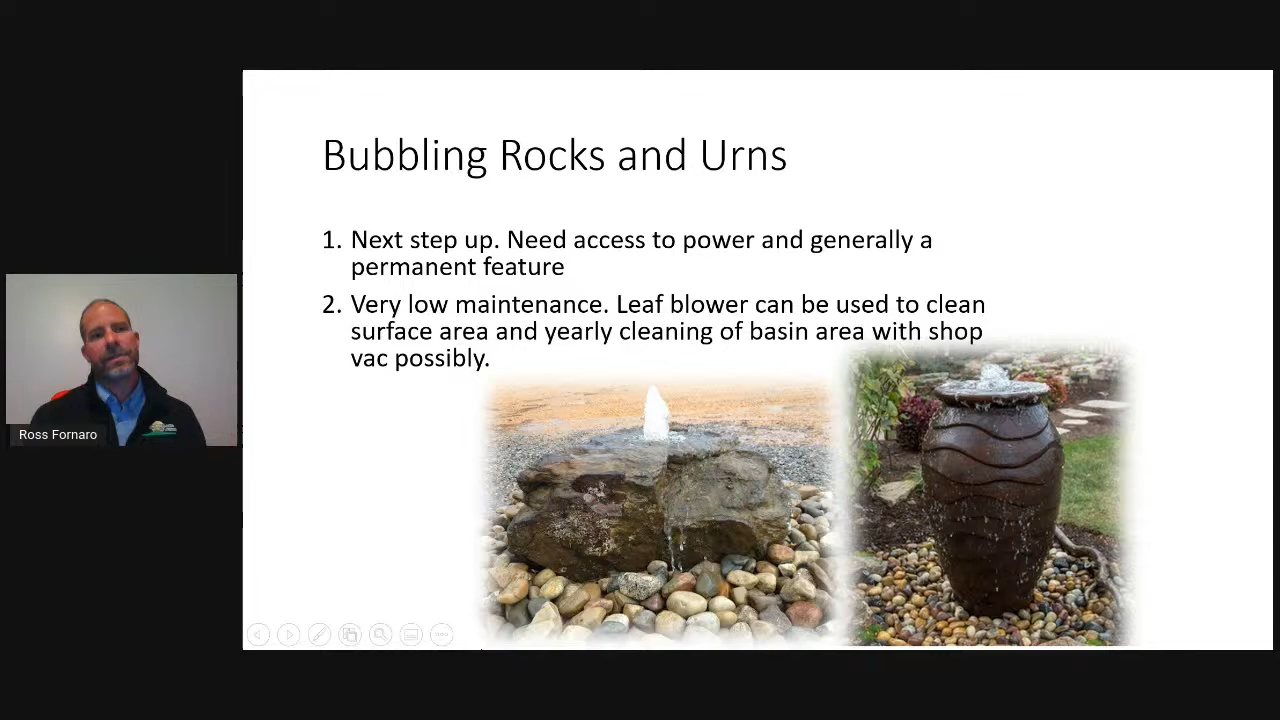 Bubbling Rocks and Urns
1. Next step up. Need access to power and generally a
permanent feature
2. Very low maintenance. Leaf blower can be used to clean
surface area and yearly cleaning of basin area with shop
vac possibly.
Ross Fornaro